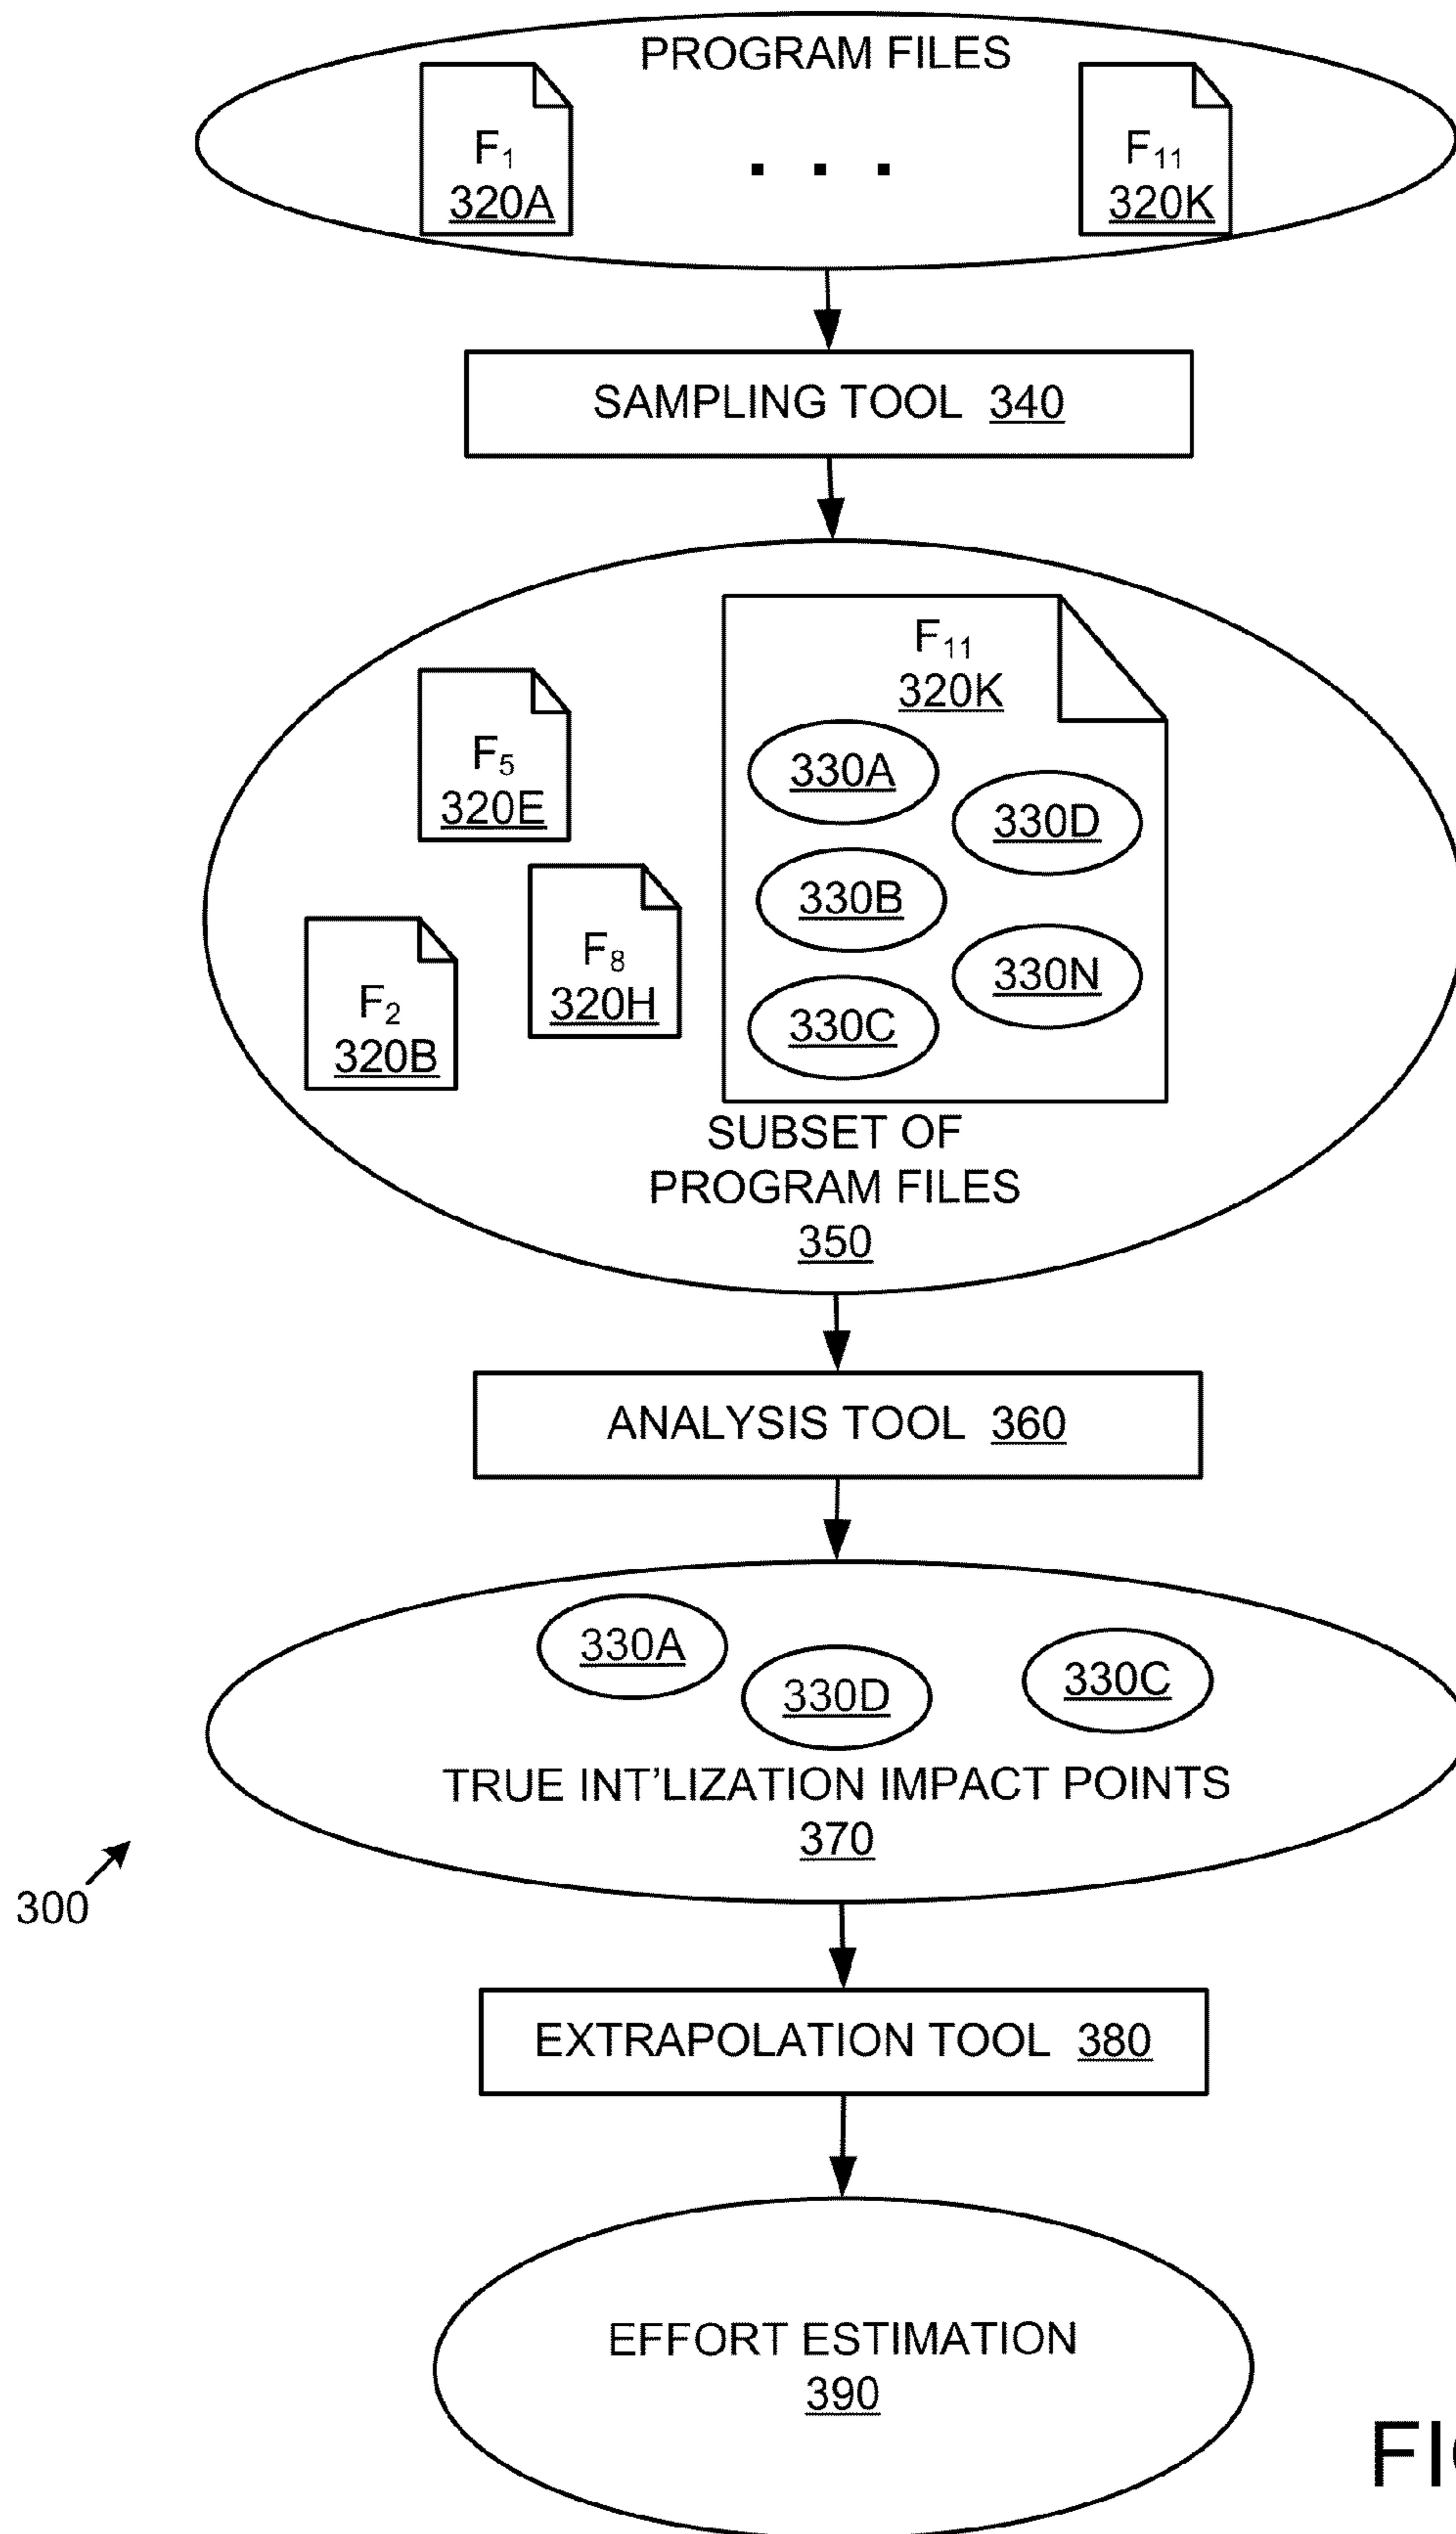 PROGRAM FILES
F₁
320A
. . .
F₁₁
320K
SAMPLING TOOL 340
F₁₁
320K
330A
330D
330B
330N
330C
F₅
320E
F₈
320H
F₂
320B
SUBSET OF
PROGRAM FILES
350
ANALYSIS TOOL 360
330A
330D
330C
TRUE INT'LIZATION IMPACT POINTS
370
300
EXTRAPOLATION TOOL 380
EFFORT ESTIMATION
390